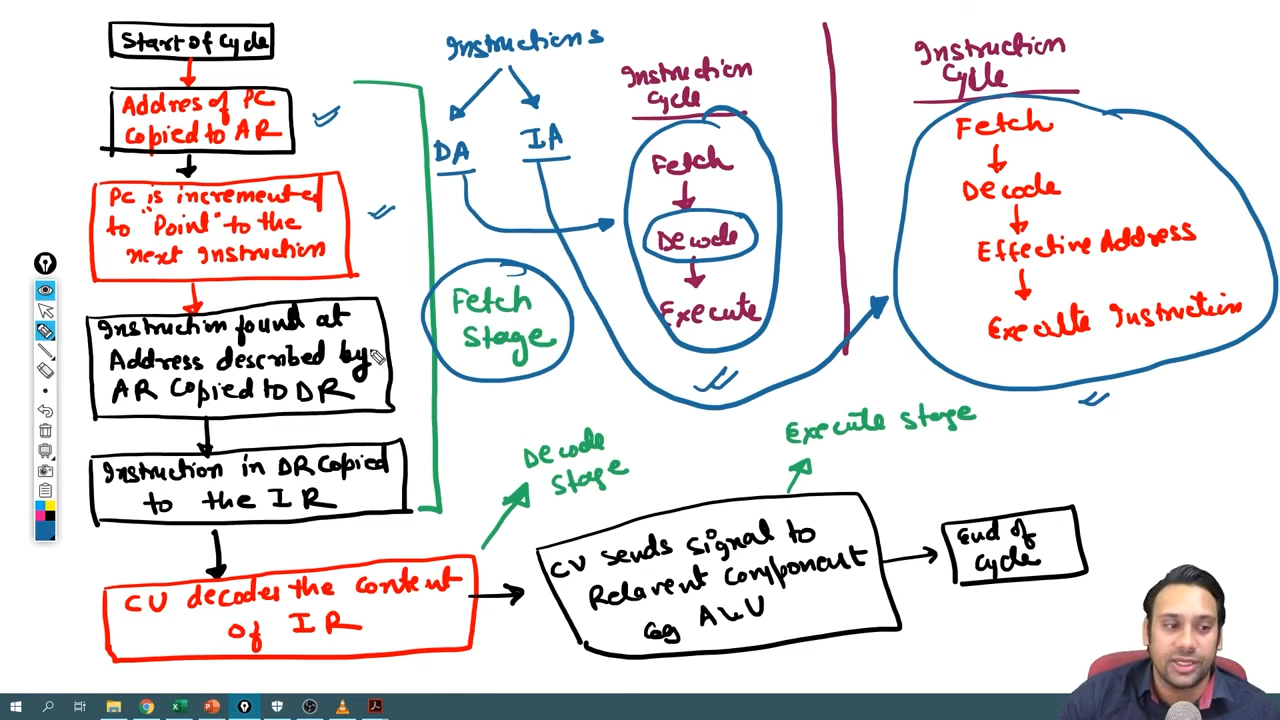 Start of Cycle
Addres of PC
Copied to AR
PC is incremented
to "Point" to the
next Instruction
Instruction found at
Address described by
AR Copied to DR
Instruction in DR Copied
to the IR
CU decodes the content
of IR
Instructions
DA
IA
Fetch
Stage
Instruction
Cycle
Fetch
Decode
Execute
Instruction
Cycle
Fetch
Decode
Effective Address
Execute Instruction
Decode
Stage
Execute Stage
CU sends signal to
Relavent Component
eg ALU
End of
Cycle